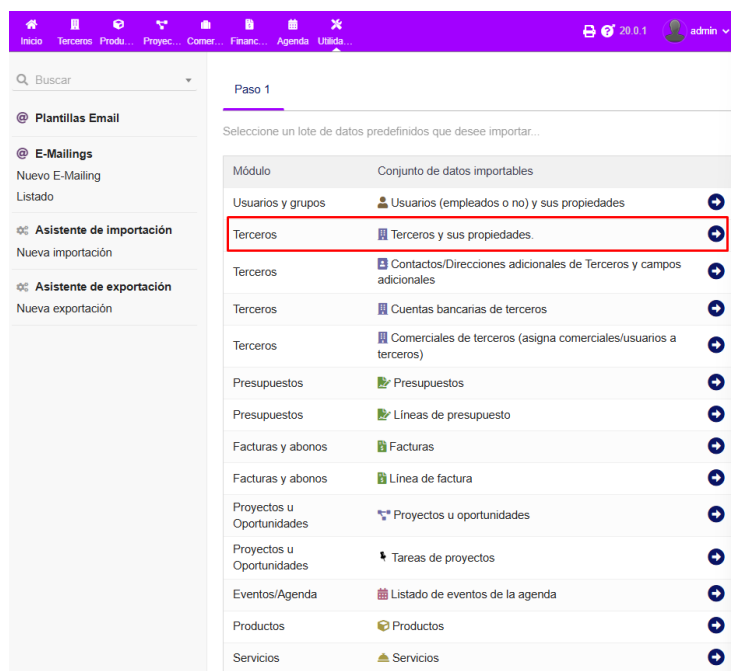 Inicio Terceros Produ... Proyec... Comer... Financ... Agenda Utilida... 20.0.1 admin
Buscar
Plantillas Email
E-Mailings
Nuevo E-Mailing
Listado
Asistente de importación
Nueva importación
Asistente de exportación
Nueva exportación
Paso 1
Seleccione un lote de datos predefinidos que desee importar...
Módulo Conjunto de datos importables
Usuarios y grupos Usuarios (empleados o no) y sus propiedades
Terceros Terceros y sus propiedades.
Terceros Contactos/Direcciones adicionales de Terceros y campos
adicionales
Terceros Cuentas bancarias de terceros
Terceros Comerciales de terceros (asigna comerciales/usuarios a
terceros)
Presupuestos Presupuestos
Presupuestos Líneas de presupuesto
Facturas y abonos Facturas
Facturas y abonos Línea de factura
Proyectos u
Oportunidades Proyectos u oportunidades
Proyectos u
Oportunidades Tareas de proyectos
Eventos/Agenda Listado de eventos de la agenda
Productos Productos
Servicios Servicios